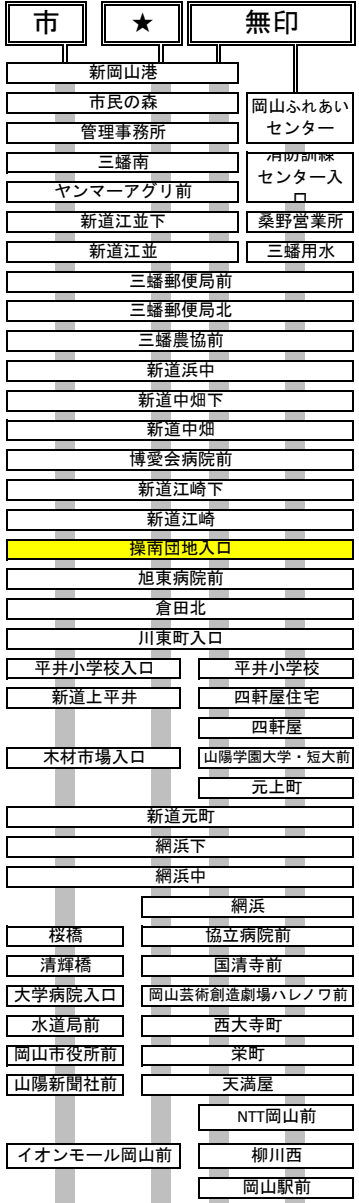 市 ★ 無印
新岡山港
市民の森
岡山ふれあい
センター
管理事務所
三蟠南
消防訓練
センター入
口
ヤンマーアグリ前
新道江並下 桑野営業所
新道江並 三蟠用水
三蟠郵便局前
三蟠郵便局北
三蟠農協前
新道浜中
新道中畑下
新道中畑
博愛会病院前
新道江崎下
新道江崎
操南団地入口
旭東病院前
倉田北
川東町入口
平井小学校入口 平井小学校
新道上平井 四軒屋住宅
四軒屋
木材市場入口 山陽学園大学・短大前
元上町
新道元町
網浜下
網浜中
網浜
桜橋 協立病院前
清輝橋 国清寺前
大学病院入口 岡山芸術創造劇場ハレノワ前
水道局前 西大寺町
岡山市役所前 栄町
山陽新聞社前 天満屋
NTT岡山前
イオンモール岡山前 柳川西
岡山駅前